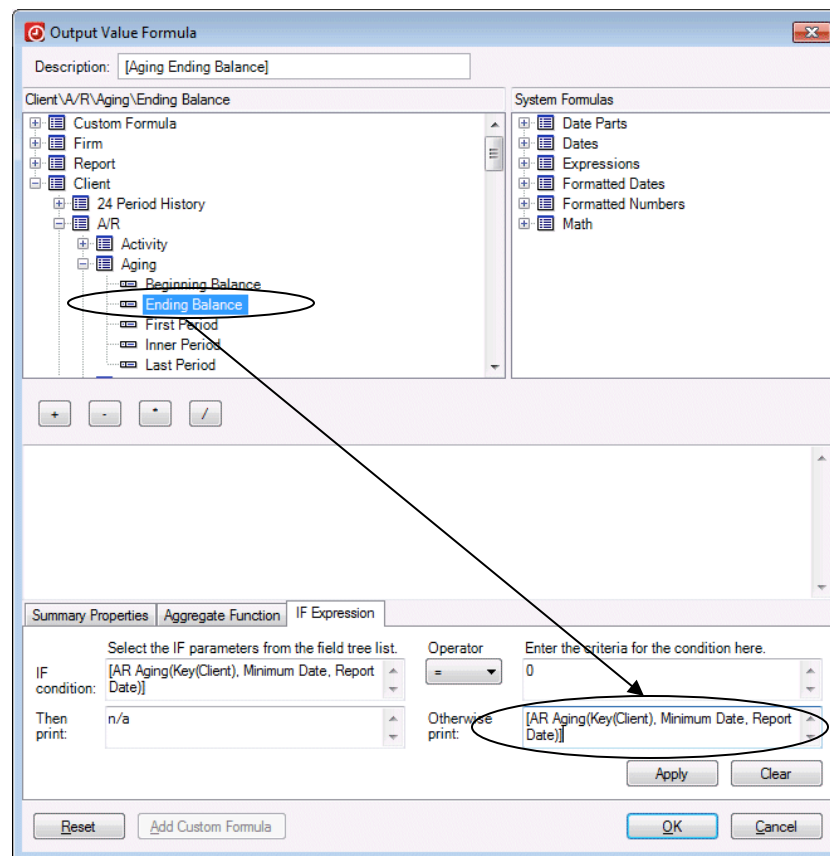 Output Value Formula
Description: [Aging Ending Balance]
Client\A/R\Aging\Ending Balance
Custom Formula
Firm
Report
Client
24 Period History
A/R
Activity
Aging
Beginning Balance
Ending Balance
First Period
Inner Period
Last Period
System Formulas
Date Parts
Dates
Expressions
Formatted Dates
Formatted Numbers
Math
+ - * /
Summary Properties Aggregate Function IF Expression
Select the IF parameters from the field tree list. Operator Enter the criteria for the condition here.
IF condition:
[AR Aging(Key(Client), Minimum Date, Report
Date)]
=
0
Then print:
n/a
Otherwise print:
[AR Aging(Key(Client), Minimum Date, Report
Date)]
Apply Clear
Reset Add Custom Formula OK Cancel